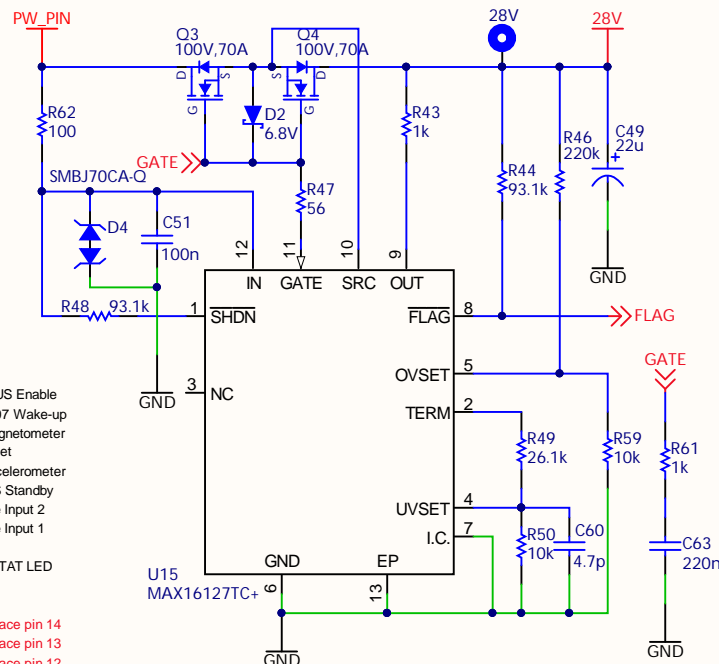 PW_PIN
Q3
100V,70A
Q4
100V,70A
28V
28V
D
S
G
S
D
G
R62
100
D2
6.8V
R43
1k
R46
220k
C49
22u
+
GATE
R44
93.1k
SMBJ70CA-Q
R47
56
D4
C51
100n
GND
12
11
10
9
IN
GATE
SRC
OUT
R48
93.1k
1
SHDN
FLAG
8
FLAG
GATE
OVSET
5
3
NC
GND
TERM
2
R49
26.1k
R59
10k
R61
1k
UVSET
4
I.C.
7
R50
10k
C60
4.7p
C63
220n
GND
EP
U15
MAX16127TC+
6
13
GND
GND
US Enable
07 Wake-up
gnetometer
et
celerometer
Standby
Input 2
Input 1
TAT LED
ace pin 14
ace pin 13
ace pin 12